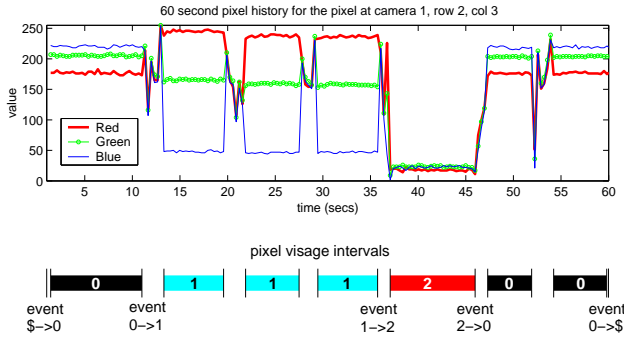 60 second pixel history for the pixel at camera 1, row 2, col 3
250
200
150
100
50
0
value
Red
Green
Blue
5 10 15 20 25 30 35 40 45 50 55 60
time (secs)
pixel visage intervals
0 1 1 1 2 0 0
event event event event event
$−>0 0−>1 1−>2 2−>0 0−>$